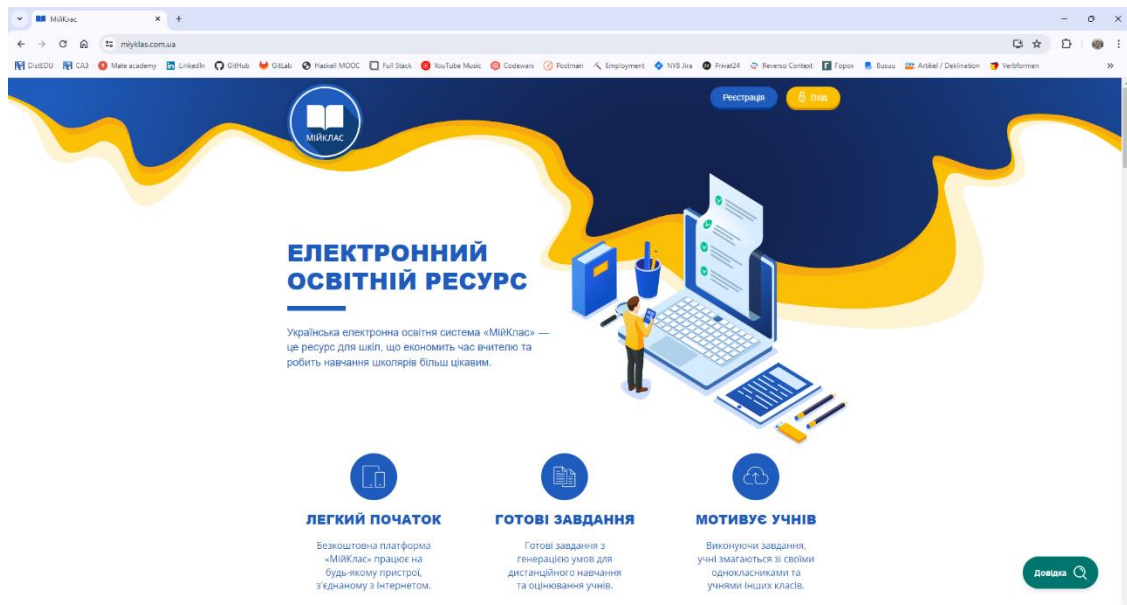 МійКлас
miyklas.com.ua
DistEDU CA3 Mate academy LinkedIn GitHub GitLab Haskell MOOC Full Stack YouTube Music Codewars Postman Employment NYB Jira Privat24 Reverso Context Горох Busuu Artikel / Deklination Verbformen
МІЙКЛАС
Реєстрація
Вхід
ЕЛЕКТРОННИЙ
ОСВІТНІЙ РЕСУРС
Українська електронна освітня система «МійКлас» —
це ресурс для шкіл, що економить час вчителю та
робить навчання школярів більш цікавим.
ЛЕГКИЙ ПОЧАТОК
Безкоштовна платформа
«МійКлас» працює на
будь-якому пристрої,
з'єднаному з Інтернетом.
ГОТОВІ ЗАВДАННЯ
Готові завдання з
генерацією умов для
дистанційного навчання
та оцінювання учнів.
МОТИВУЄ УЧНІВ
Виконуючи завдання,
учні змагаються зі своїми
однокласниками та
учнями інших класів.
Довідка